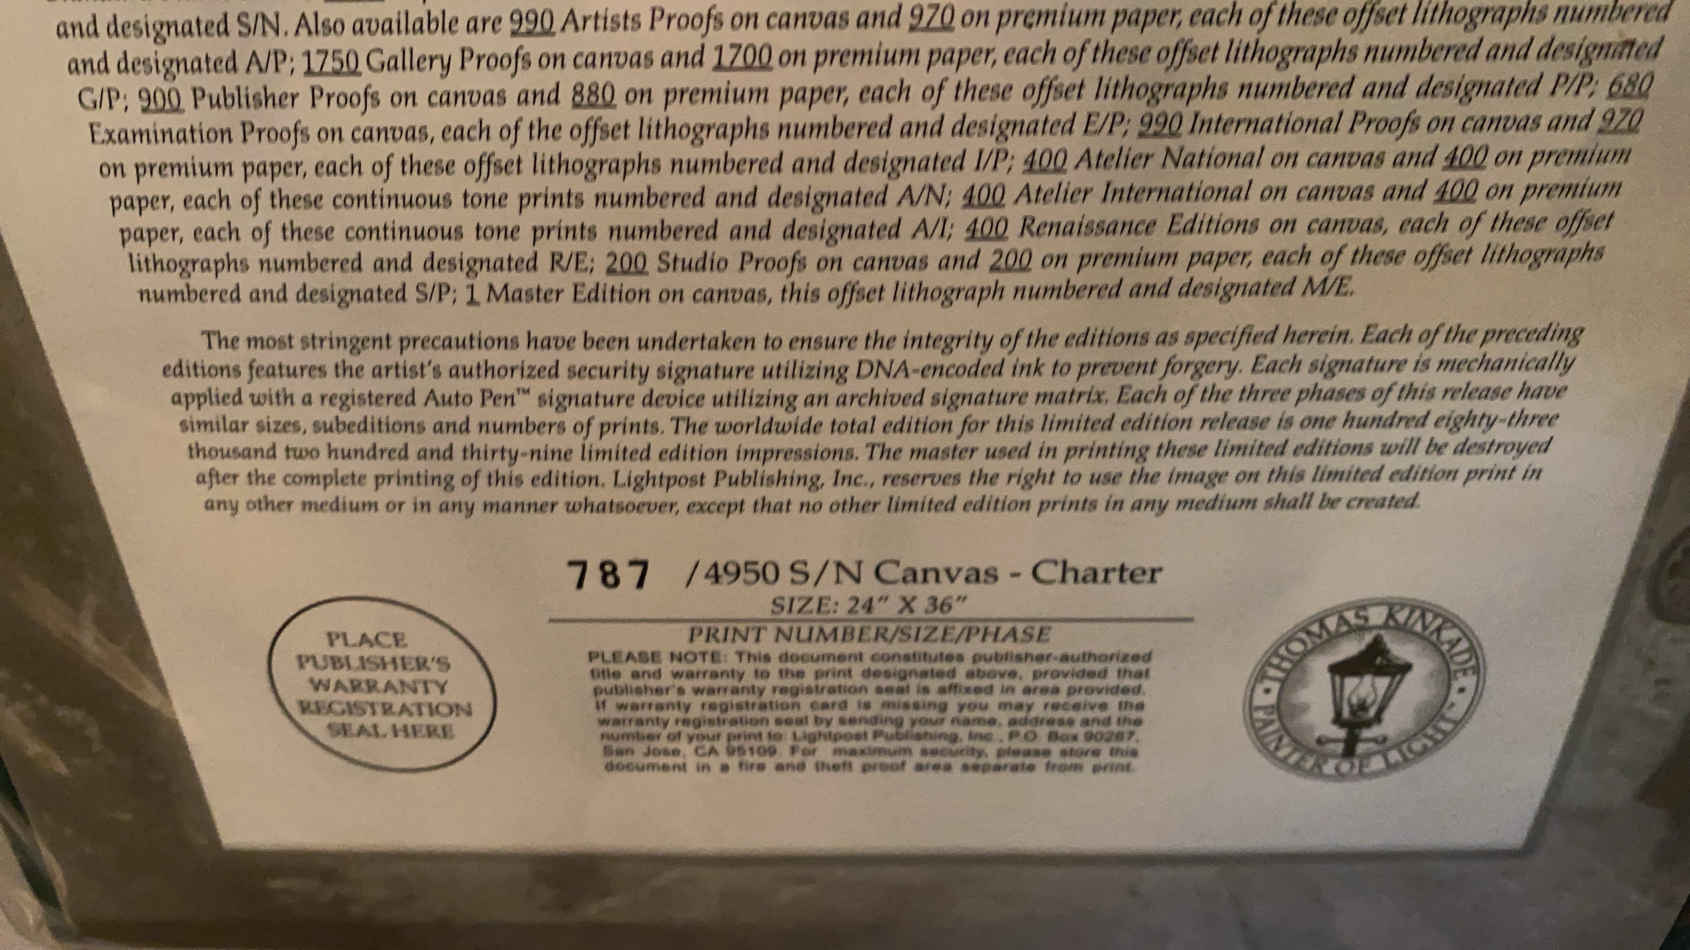 and designated S/N. Also available are 990 Artists Proofs on canvas and 970 on premium paper, each of these offset lithographs numbered
and designated A/P; 1750 Gallery Proofs on canvas and 1700 on premium paper, each of these offset lithographs numbered and designated
G/P; 900 Publisher Proofs on canvas and 880 on premium paper, each of these offset lithographs numbered and designated P/P; 680
Examination Proofs on canvas, each of the offset lithographs numbered and designated E/P; 990 International Proofs on canvas and 970
on premium paper, each of these offset lithographs numbered and designated I/P; 400 Atelier National on canvas and 400 on premium
paper, each of these continuous tone prints numbered and designated A/N; 400 Atelier International on canvas and 400 on premium
paper, each of these continuous tone prints numbered and designated A/I; 400 Renaissance Editions on canvas, each of these offset
lithographs numbered and designated R/E; 200 Studio Proofs on canvas and 200 on premium paper, each of these offset lithographs
numbered and designated S/P; 1 Master Edition on canvas, this offset lithograph numbered and designated M/E.
The most stringent precautions have been undertaken to ensure the integrity of the editions as specified herein. Each of the preceding
editions features the artist's authorized security signature utilizing DNA-encoded ink to prevent forgery. Each signature is mechanically
applied with a registered Auto Pen™ signature device utilizing an archived signature matrix. Each of the three phases of this release have
similar sizes, subeditions and numbers of prints. The worldwide total edition for this limited edition release is one hundred eighty-three
thousand two hundred and thirty-nine limited edition impressions. The master used in printing these limited editions will be destroyed
after the complete printing of this edition. Lightpost Publishing, Inc., reserves the right to use the image on this limited edition print in
any other medium or in any manner whatsoever, except that no other limited edition prints in any medium shall be created.
787 /4950 S/N Canvas - Charter
SIZE: 24" X 36"
PRINT NUMBER/SIZE/PHASE
PLEASE NOTE: This document constitutes publisher-authorized
title and warranty to the print designated above, provided that
publisher's warranty registration seal is affixed in area provided.
If warranty registration card is missing you may receive the
warranty registration seal by sending your name, address and the
number of your print to: Lightpost Publishing, Inc., P.O. Box 90267,
San Jose, CA 95109. For maximum security, please store this
document in a fire and theft proof area separate from print.
PLACE
PUBLISHER'S
WARRANTY
REGISTRATION
SEAL HERE
THOMAS KINKADE
PAINTER OF LIGHT